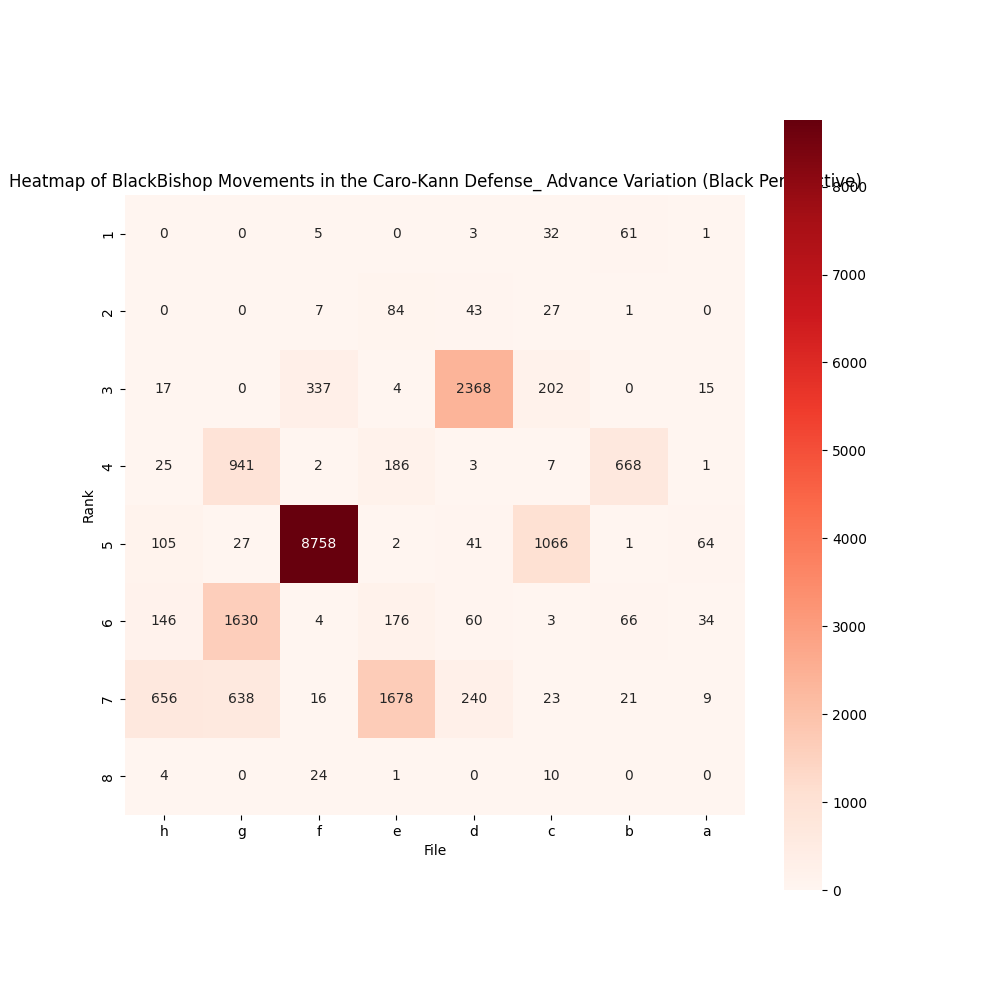 Heatmap of BlackBishop Movements in the Caro-Kann Defense_ Advance Variation (Black Per tive)
8000
7000
6000
5000
4000
3000
2000
1000
0
Rank
1 0 0 5 0 3 32 61 1
2 0 0 7 84 43 27 1 0
3 17 0 337 4 2368 202 0 15
4 25 941 2 186 3 7 668 1
5 105 27 8758 2 41 1066 1 64
6 146 1630 4 176 60 3 66 34
7 656 638 16 1678 240 23 21 9
8 4 0 24 1 0 10 0 0
h g f e d c b a
File